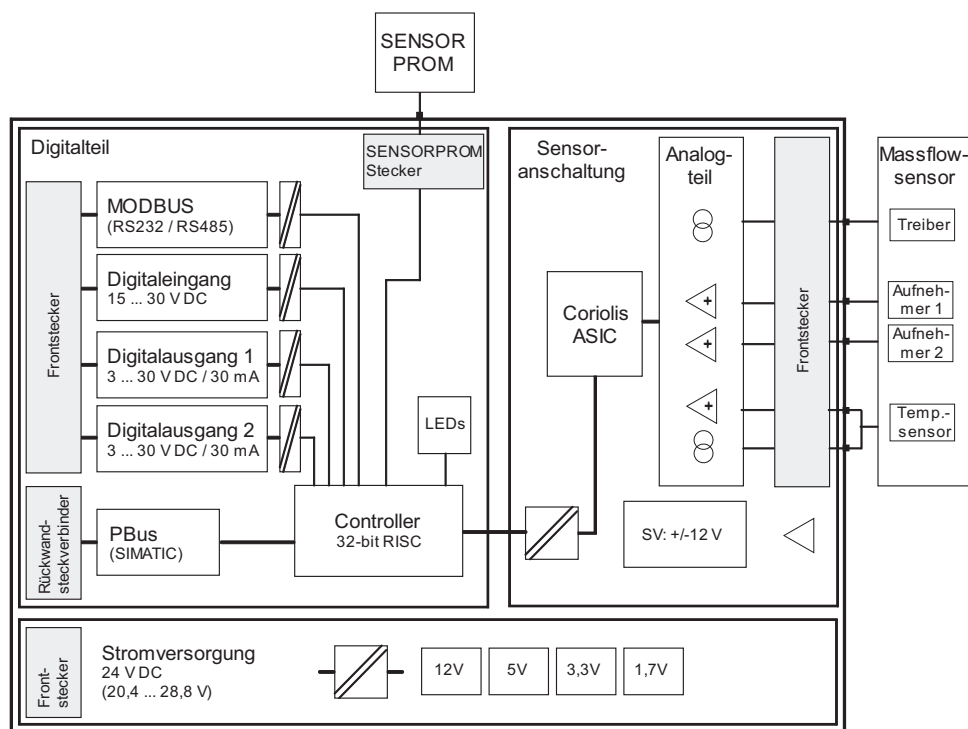 SENSOR
PROM
Digitalteil
SENSORPROM
Stecker
Frontstecker
MODBUS
(RS232 / RS485)
Digitaleingang
15 ... 30 V DC
Digitalausgang 1
3 ... 30 V DC / 30 mA
Digitalausgang 2
3 ... 30 V DC / 30 mA
LEDs
Rückwand-
steckverbinder
PBus
(SIMATIC)
Controller
32-bit RISC
Sensor-
anschaltung
Analog-
teil
Coriolis
ASIC
+
+
+
Frontstecker
SV: +/-12 V
Massflow-
sensor
Treiber
Aufneh-
mer 1
Aufneh-
mer 2
Temp.-
sensor
Front-
stecker
Stromversorgung
24 V DC
(20,4 ... 28,8 V)
12V
5V
3,3V
1,7V